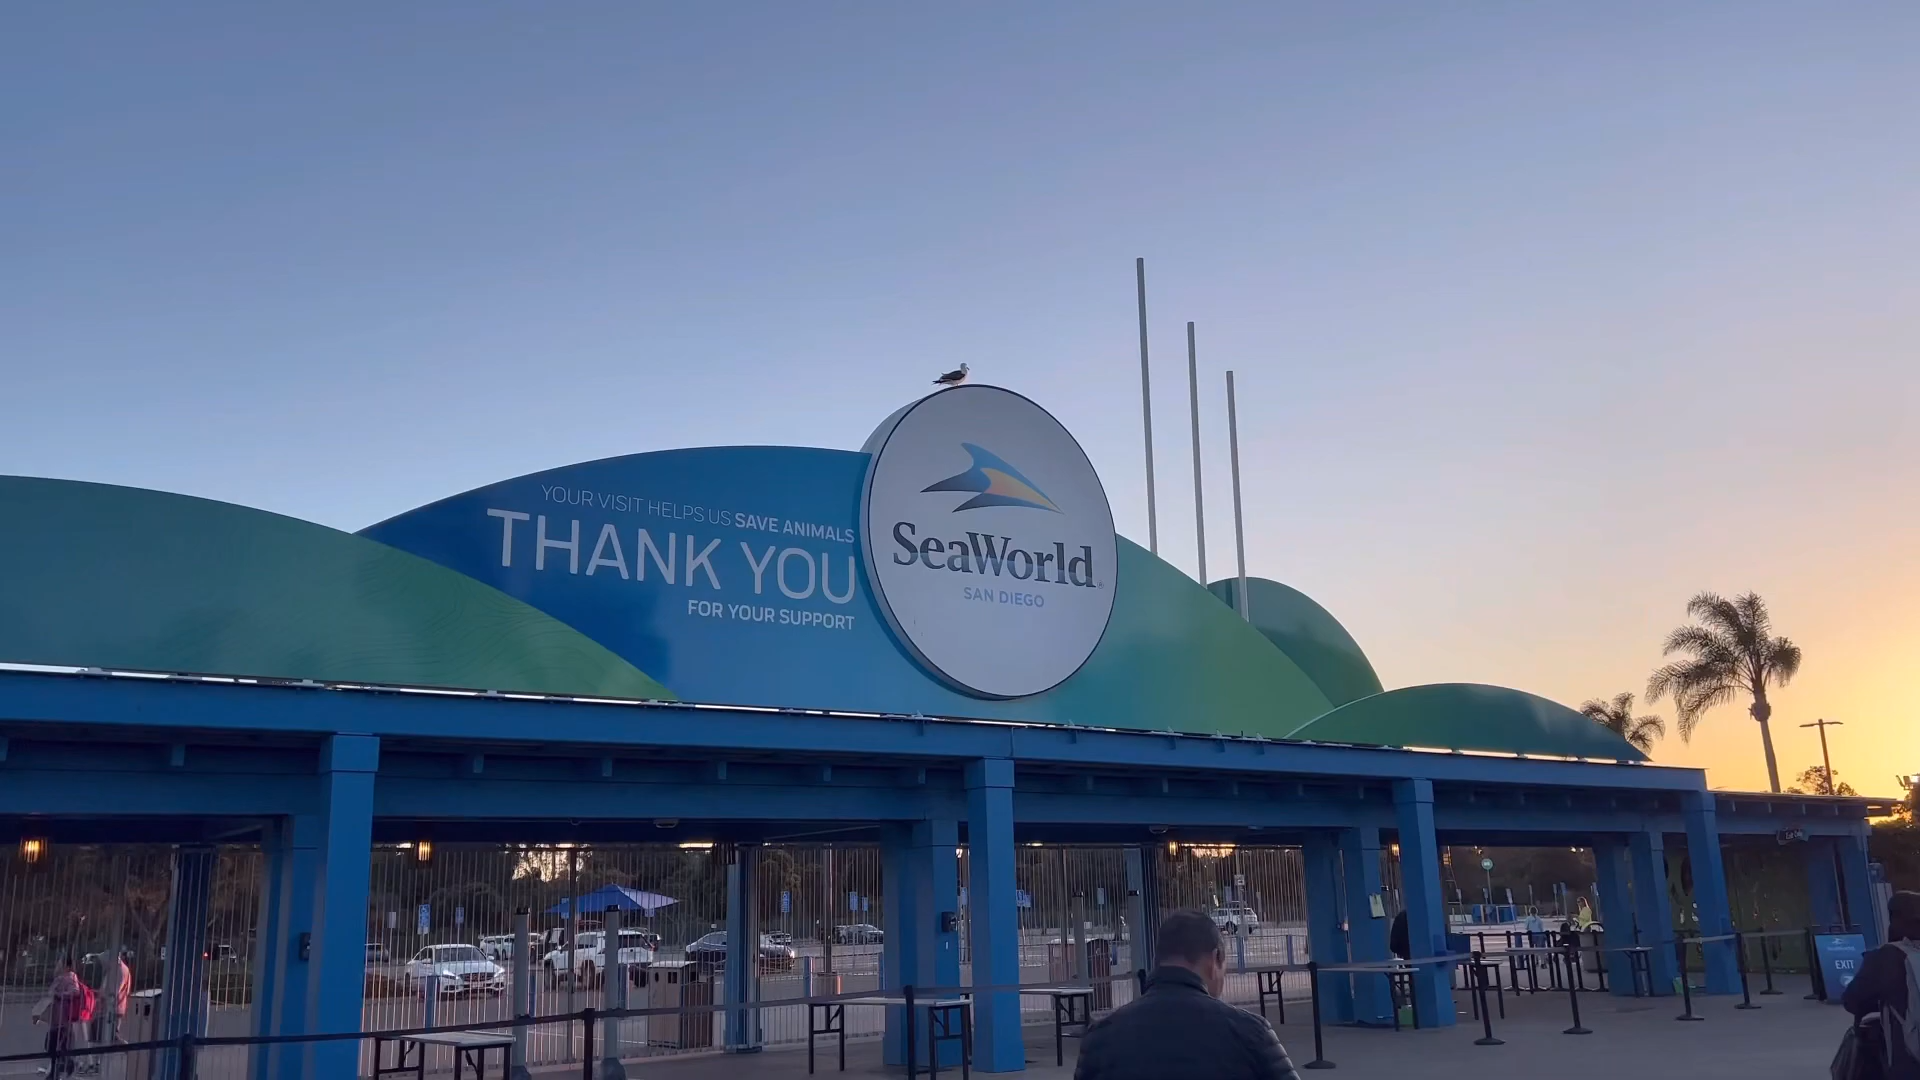 YOUR VISIT HELPS US SAVE ANIMALS
THANK YOU
FOR YOUR SUPPORT
SeaWorld®
SAN DIEGO
EXIT